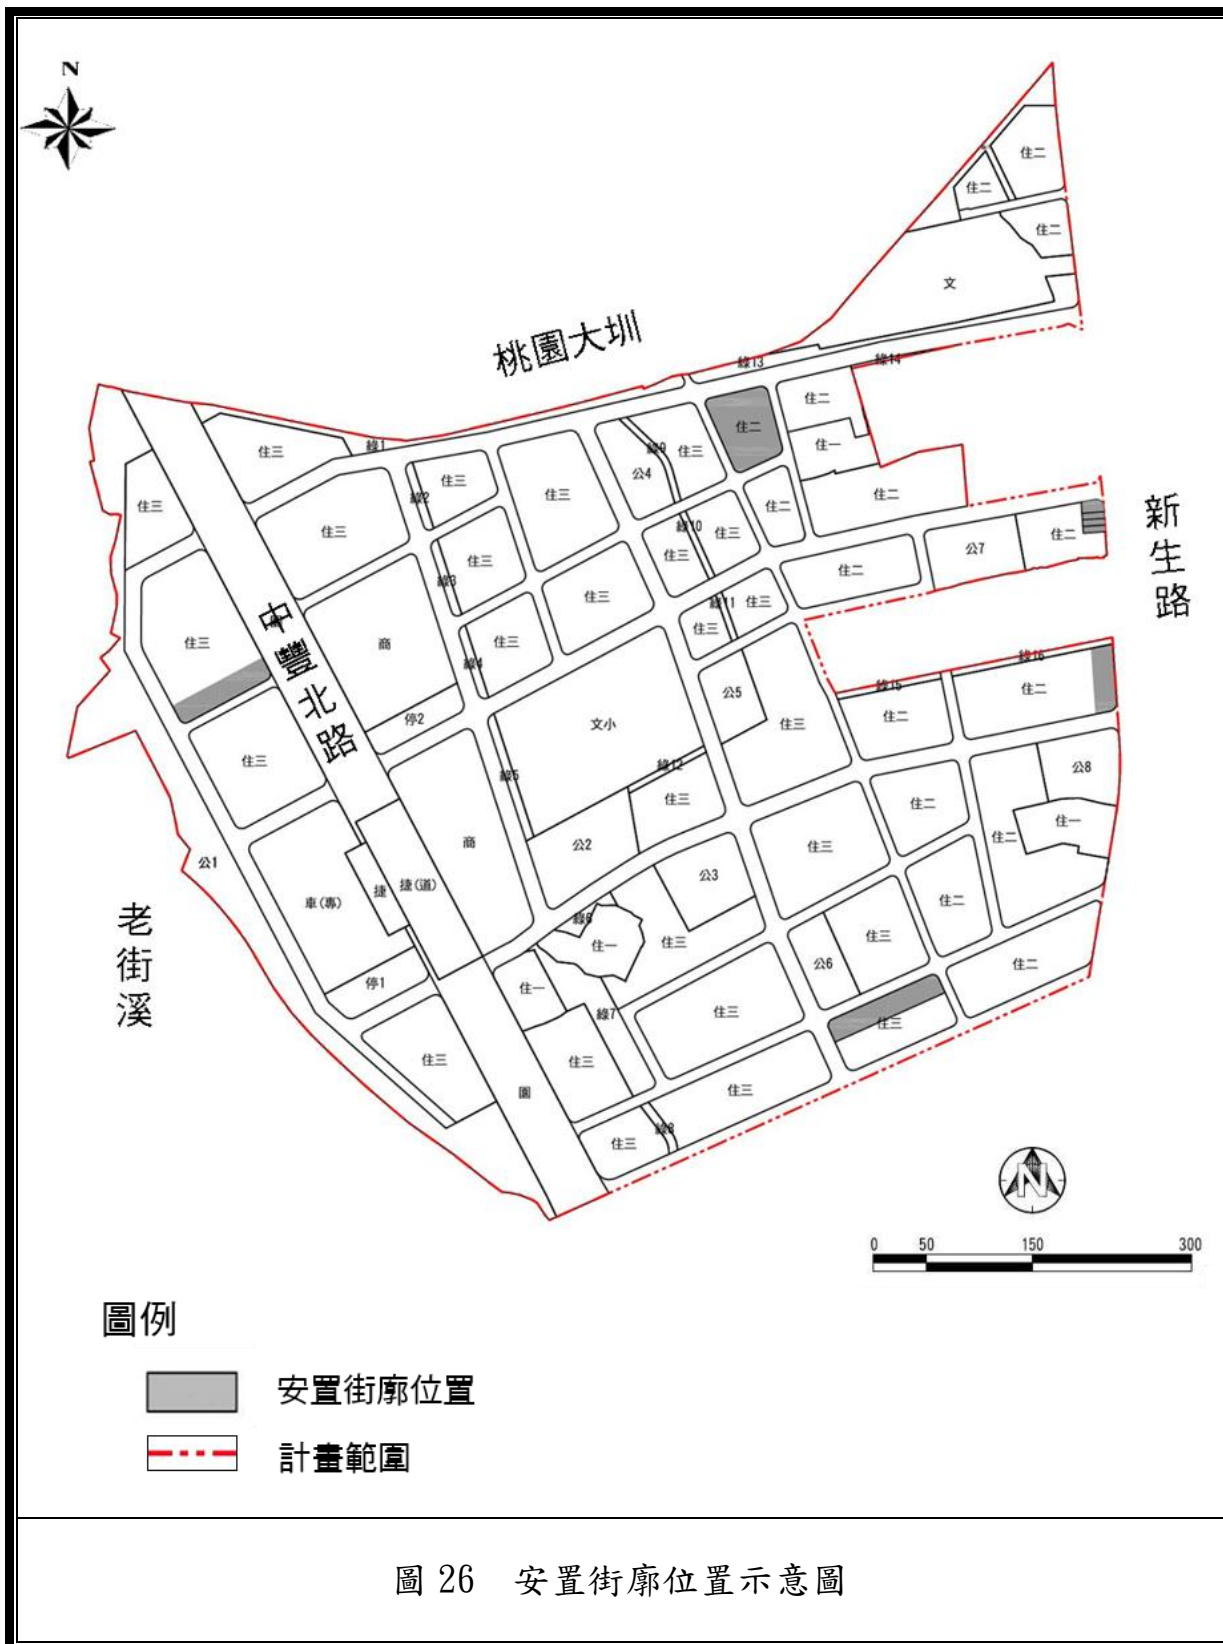 N
住二
住二
住二
文
桃園大圳
綠13
綠14
住二
住二
住一
住三
綠1
綠9
住三
公4
住三
綠2
住三
住三
住二
住二
新生路
住三
綠10
住三
住三
住三
公7
住二
綠3
住三
住二
綠11
住三
住三
住三
中豐北路
住三
商
綠4
住三
綠16
公5
綠15
住二
停2
文小
住三
住二
住三
綠5
綠12
公8
住三
住二
住一
商
公2
住三
住二
公1
公3
捷
捷(道)
車(專)
住二
老街溪
綠6
住一
住三
住三
公6
住二
停1
住一
綠7
住三
住三
住三
住三
園
住三
綠8
住三
N
0 50 150 300
圖例
安置街廓位置
計畫範圍
圖 26 安置街廓位置示意圖